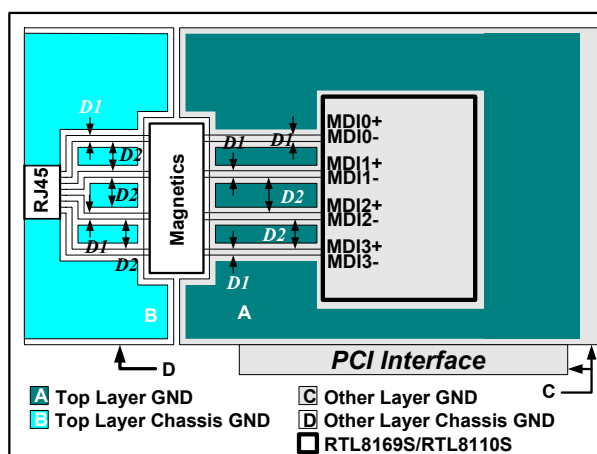 D1
MDI0+
MDI0-
D1
D1
D2
MDI1+
MDI1-
RJ45
Magnetics
D2
D2
MDI2+
MDI2-
D1
D2
D2
MDI3+
MDI3-
D1
B
A
D
PCI Interface
C
A Top Layer GND
B Top Layer Chassis GND
C Other Layer GND
D Other Layer Chassis GND
RTL8169S/RTL8110S